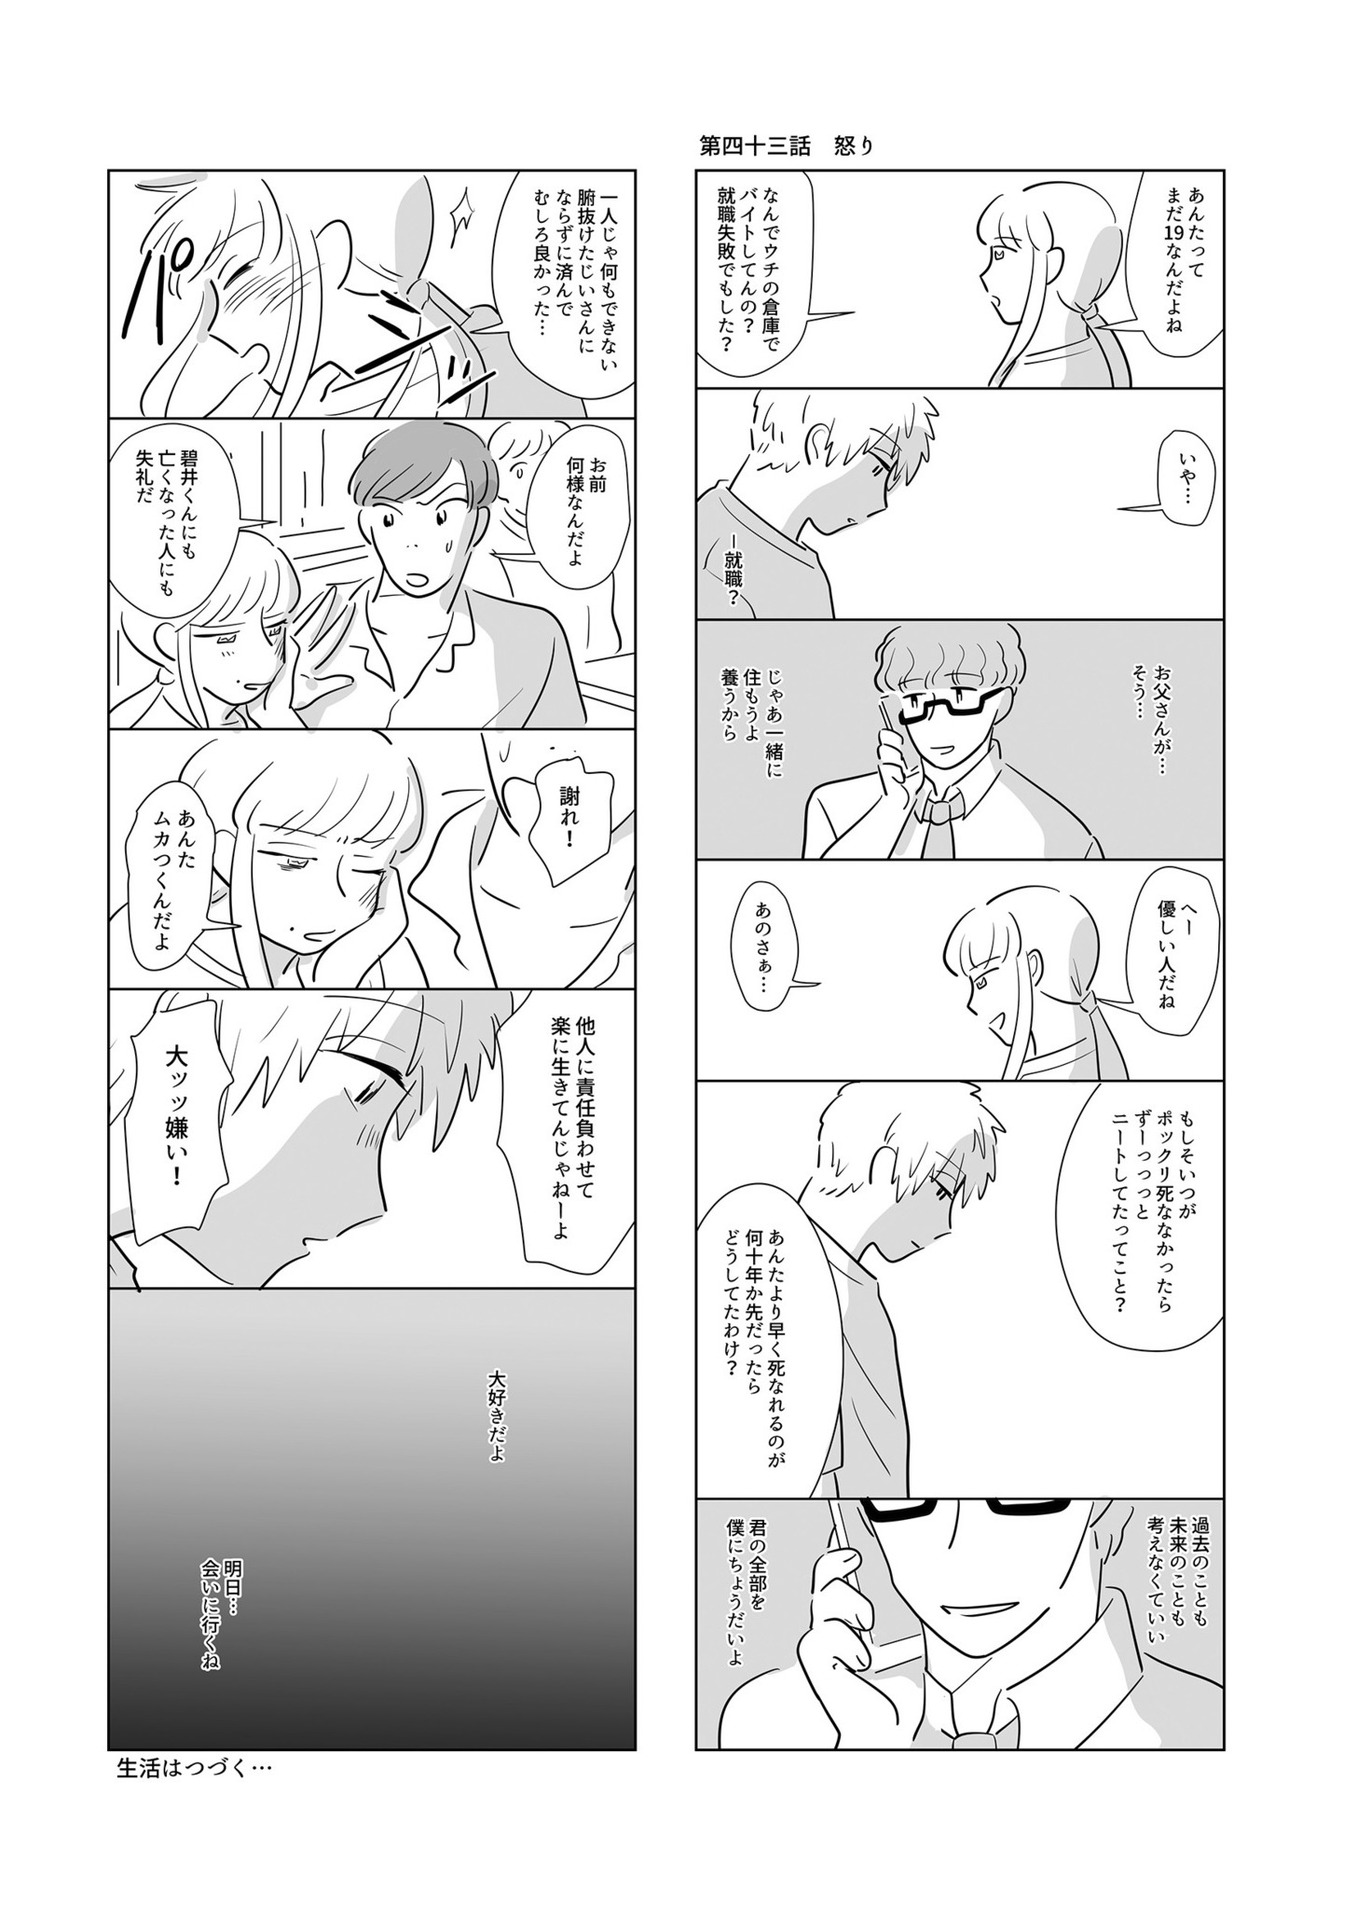 第四十三話　怒り
あんたって
まだ19なんだよね
なんでウチの倉庫で
バイトしてんの？
就職失敗でもした？
いや…
ー就職？
お父さんが…
そう…
じゃあ一緒に
住もうよ
養うから
へー
優しい人だね
あのさぁ…
もしそいつが
ポックリ死ななかったら
ずーっっっと
ニートしてたってこと？
あんたより早く死なれるのが
何十年か先だったら
どうしてたわけ？
過去のことも
未来のことも
考えなくていい
君の全部を
僕にちょうだいよ
一人じゃ何もできない
腑抜けたじいさんに
ならずに済んで
むしろ良かった…
パンッ
お前
何様なんだよ
碧井くんにも
亡くなった人にも
失礼だ
謝れ！
あんた
ムカつくんだよ
他人に責任負わせて
楽に生きてんじゃねーよ
大ッッ嫌い！
大好きだよ
明日…
会いに行くね
生活はつづく…